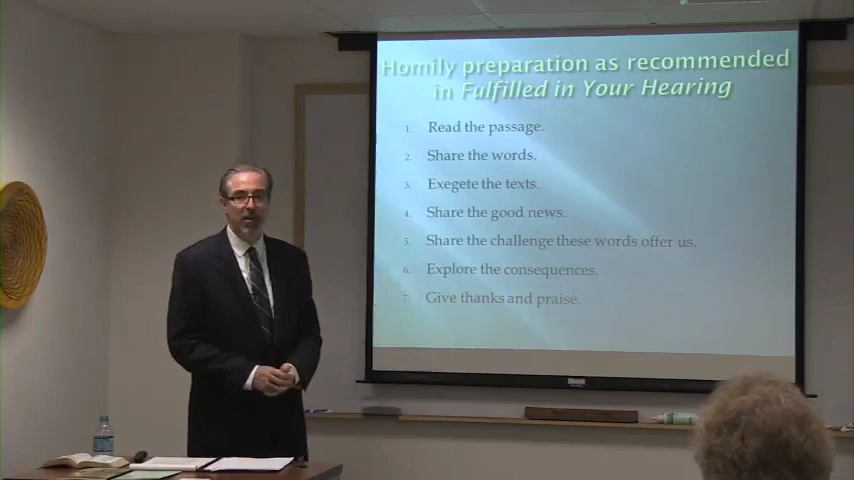 Homily preparation as recommended
in Fulfilled in Your Hearing
1. Read the passage.
2. Share the words.
3. Exegete the texts.
4. Share the good news.
5. Share the challenge these words offer us.
6. Explore the consequences.
7. Give thanks and praise.